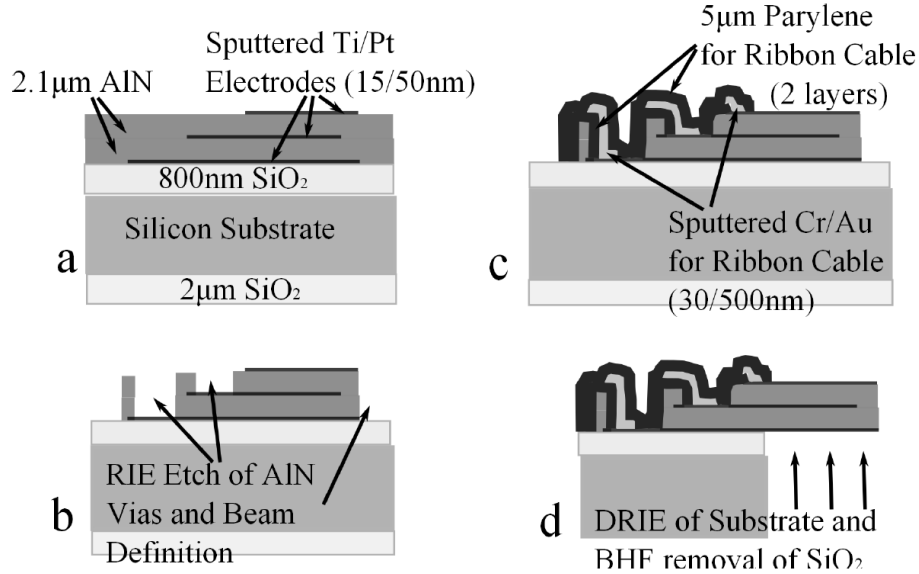 Sputtered Ti/Pt
Electrodes (15/50nm)
2.1μm AlN
800nm SiO₂
Silicon Substrate
a
2μm SiO₂
5μm Parylene
for Ribbon Cable
(2 layers)
Sputtered Cr/Au
for Ribbon Cable
(30/500nm)
c
RIE Etch of AlN
Vias and Beam
Definition
b
d
DRIE of Substrate and
BHF removal of SiO₂